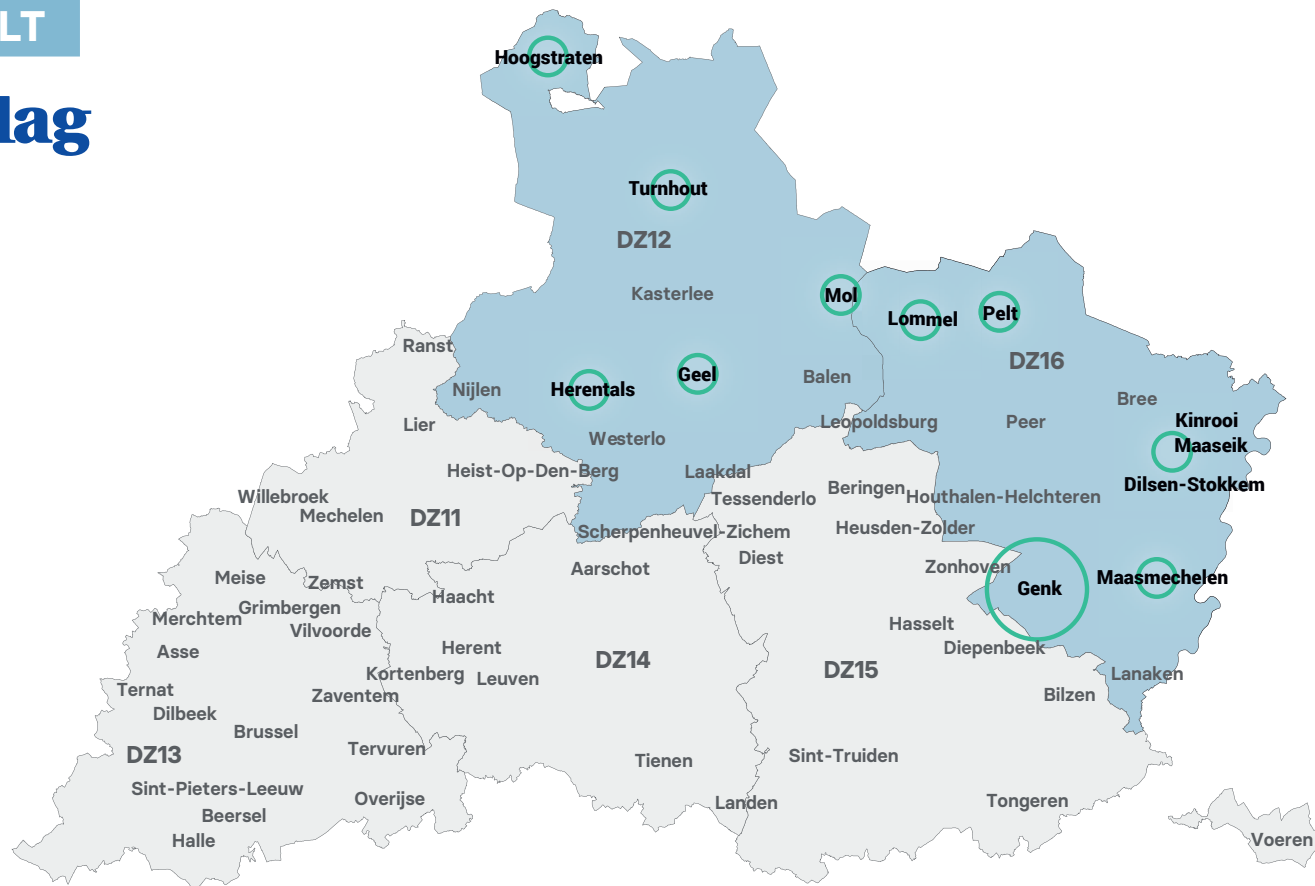 LT
lag
Hoogstraten
Turnhout
DZ12
Kasterlee
Mol
Lommel
Pelt
Ranst
DZ16
Nijlen
Herentals
Geel
Balen
Bree
Lier
Leopoldsburg
Peer
Kinrooi
Westerlo
Maaseik
Heist-Op-Den-Berg
Laakdal
Dilsen-Stokkem
Willebroek
Tessenderlo
Beringen
Houthalen-Helchteren
Mechelen
DZ11
Scherpenheuvel-Zichem
Heusden-Zolder
Diest
Meise
Zemst
Aarschot
Zonhoven
Genk
Maasmechelen
Haacht
Grimbergen
Merchtem
Vilvoorde
Hasselt
Asse
Herent
DZ14
Diepenbeek
Kortenberg
Leuven
DZ15
Lanaken
Ternat
Zaventem
Bilzen
Dilbeek
Brussel
DZ13
Tervuren
Tienen
Sint-Truiden
Sint-Pieters-Leeuw
Overijse
Landen
Tongeren
Beersel
Halle
Voeren